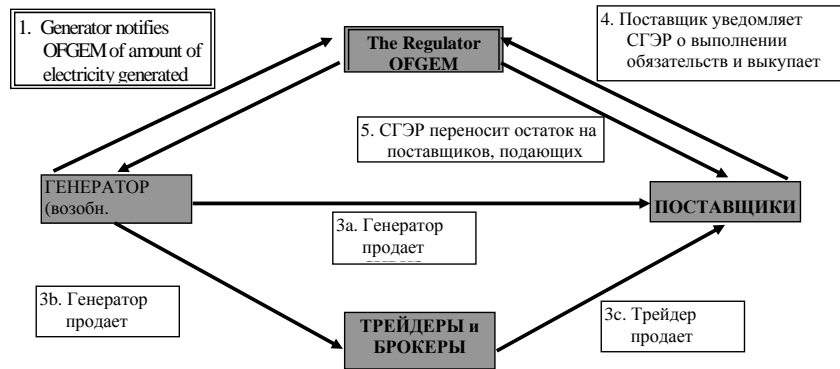 1. Generator notifies
OFGEM of amount of
electricity generated
The Regulator
OFGEM
4. Поставщик уведомляет
СГЭР о выполнении
обязательств и выкупает
5. СГЭР переносит остаток на
поставщиков, подающих
ГЕНЕРАТОР
(возобн.
ПОСТАВЩИКИ
3a. Генератор
продает
3b. Генератор
продает
ТРЕЙДЕРЫ и
БРОКЕРЫ
3c. Трейдер
продает